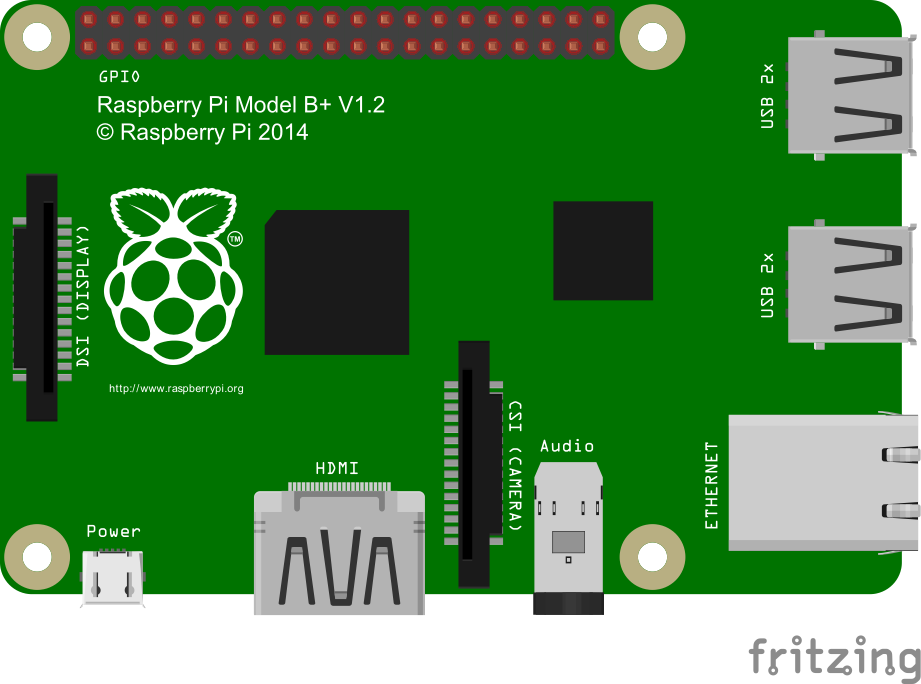 GPIO
Raspberry Pi Model B+ V1.2
© Raspberry Pi 2014
USB 2x
DSI (DISPLAY)
TM
USB 2x
http://www.raspberrypi.org
CSI (CAMERA)
Audio
ETHERNET
HDMI
Power
fritzing